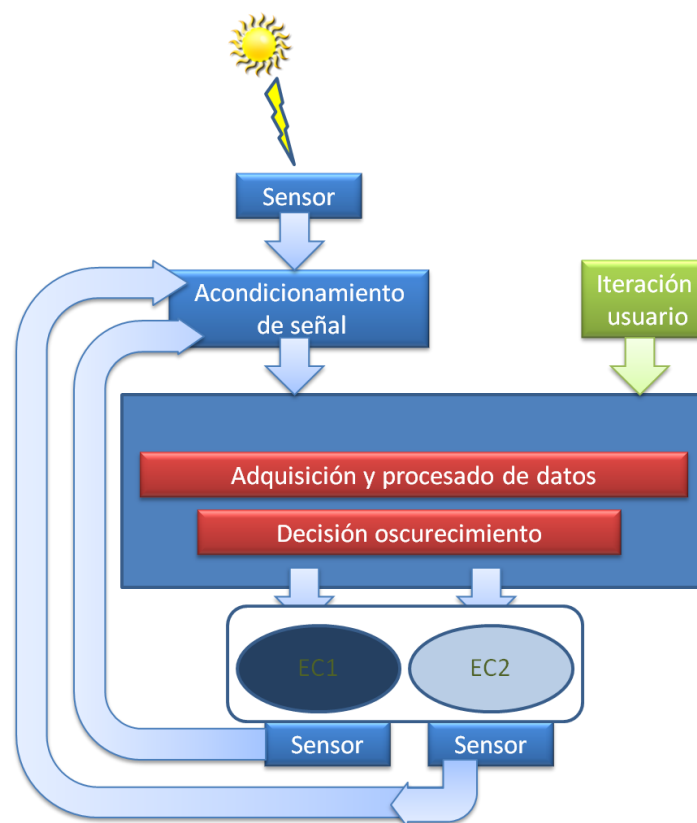 Sensor
Acondicionamiento
de señal
Iteración
usuario
Adquisición y procesado de datos
Decisión oscurecimiento
EC1
EC2
Sensor
Sensor